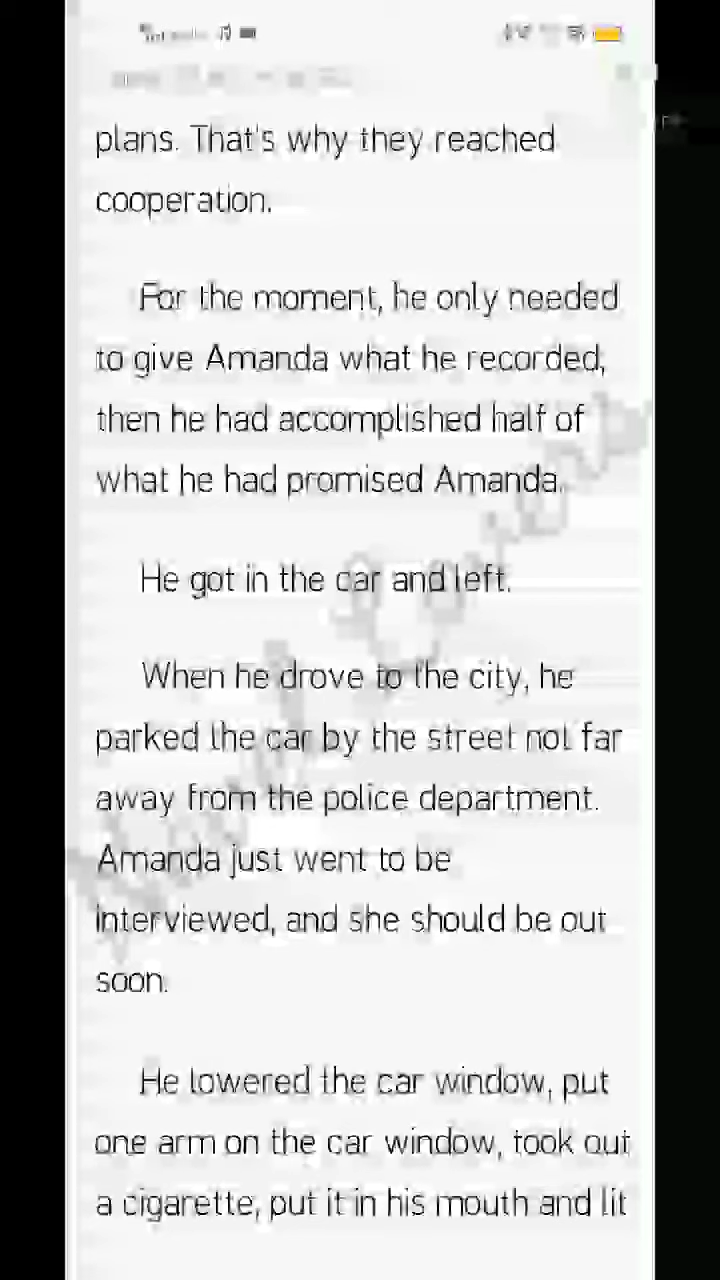 plans. That's why they reached
cooperation.
For the moment, he only needed
to give Amanda what he recorded,
then he had accomplished half of
what he had promised Amanda.
He got in the car and left.
When he drove to the city, he
parked the car by the street not far
away from the police department.
Amanda just went to be
interviewed, and she should be out
soon.
He lowered the car window, put
one arm on the car window, took out
a cigarette, put it in his mouth and lit